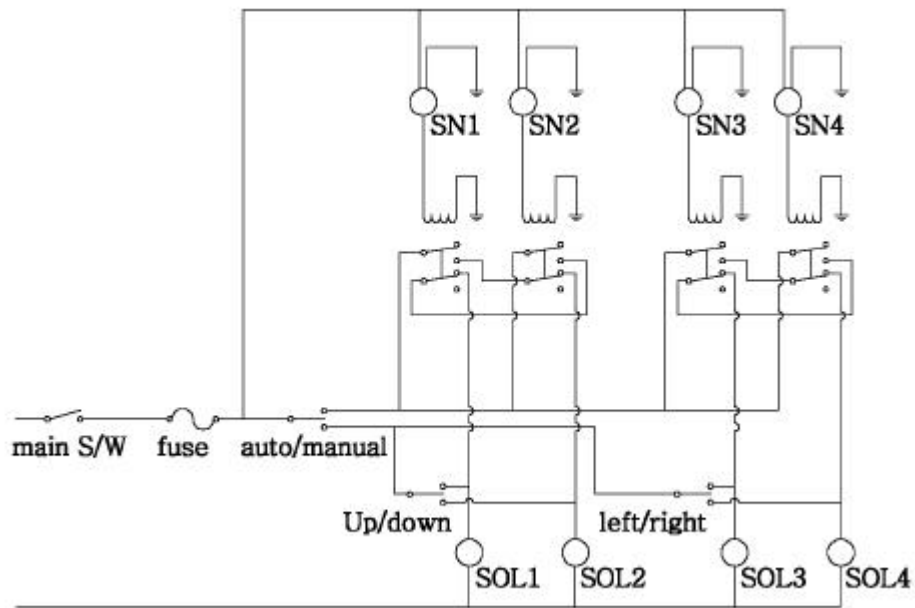 SN1 SN2 SN3 SN4
main S/W fuse auto/manual
Up/down left/right
SOL1 SOL2 SOL3 SOL4